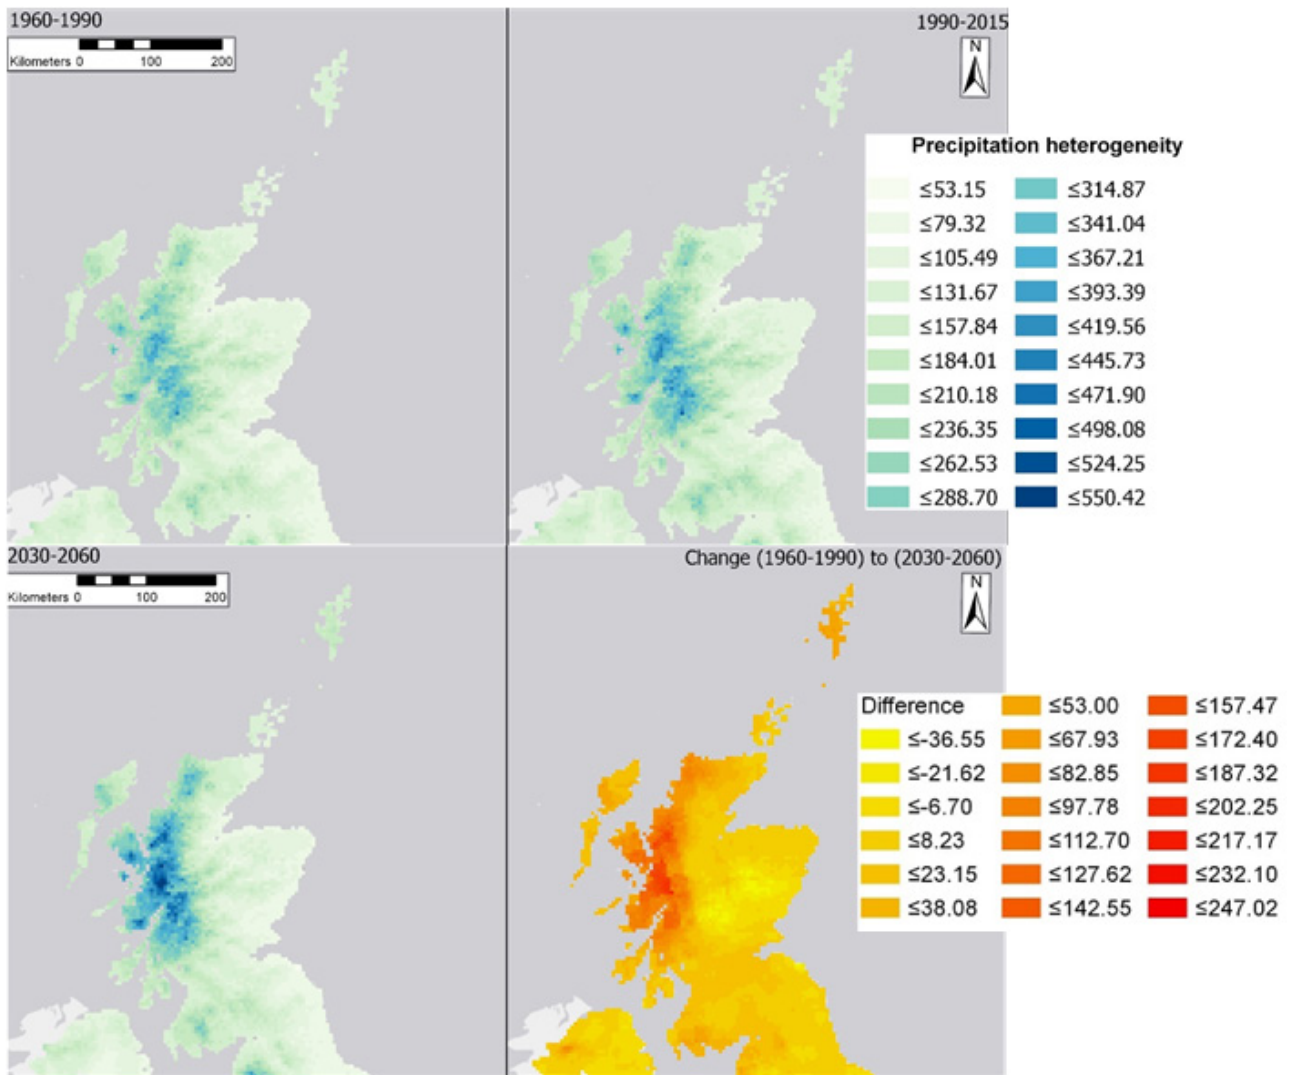 1960-1990
1990-2015
Kilometers 0 100 200
N
Precipitation heterogeneity
≤53.15 ≤314.87
≤79.32 ≤341.04
≤105.49 ≤367.21
≤131.67 ≤393.39
≤157.84 ≤419.56
≤184.01 ≤445.73
≤210.18 ≤471.90
≤236.35 ≤498.08
≤262.53 ≤524.25
≤288.70 ≤550.42
2030-2060
Change (1960-1990) to (2030-2060)
Kilometers 0 100 200
N
Difference ≤53.00 ≤157.47
≤-36.55 ≤67.93 ≤172.40
≤-21.62 ≤82.85 ≤187.32
≤-6.70 ≤97.78 ≤202.25
≤8.23 ≤112.70 ≤217.17
≤23.15 ≤127.62 ≤232.10
≤38.08 ≤142.55 ≤247.02